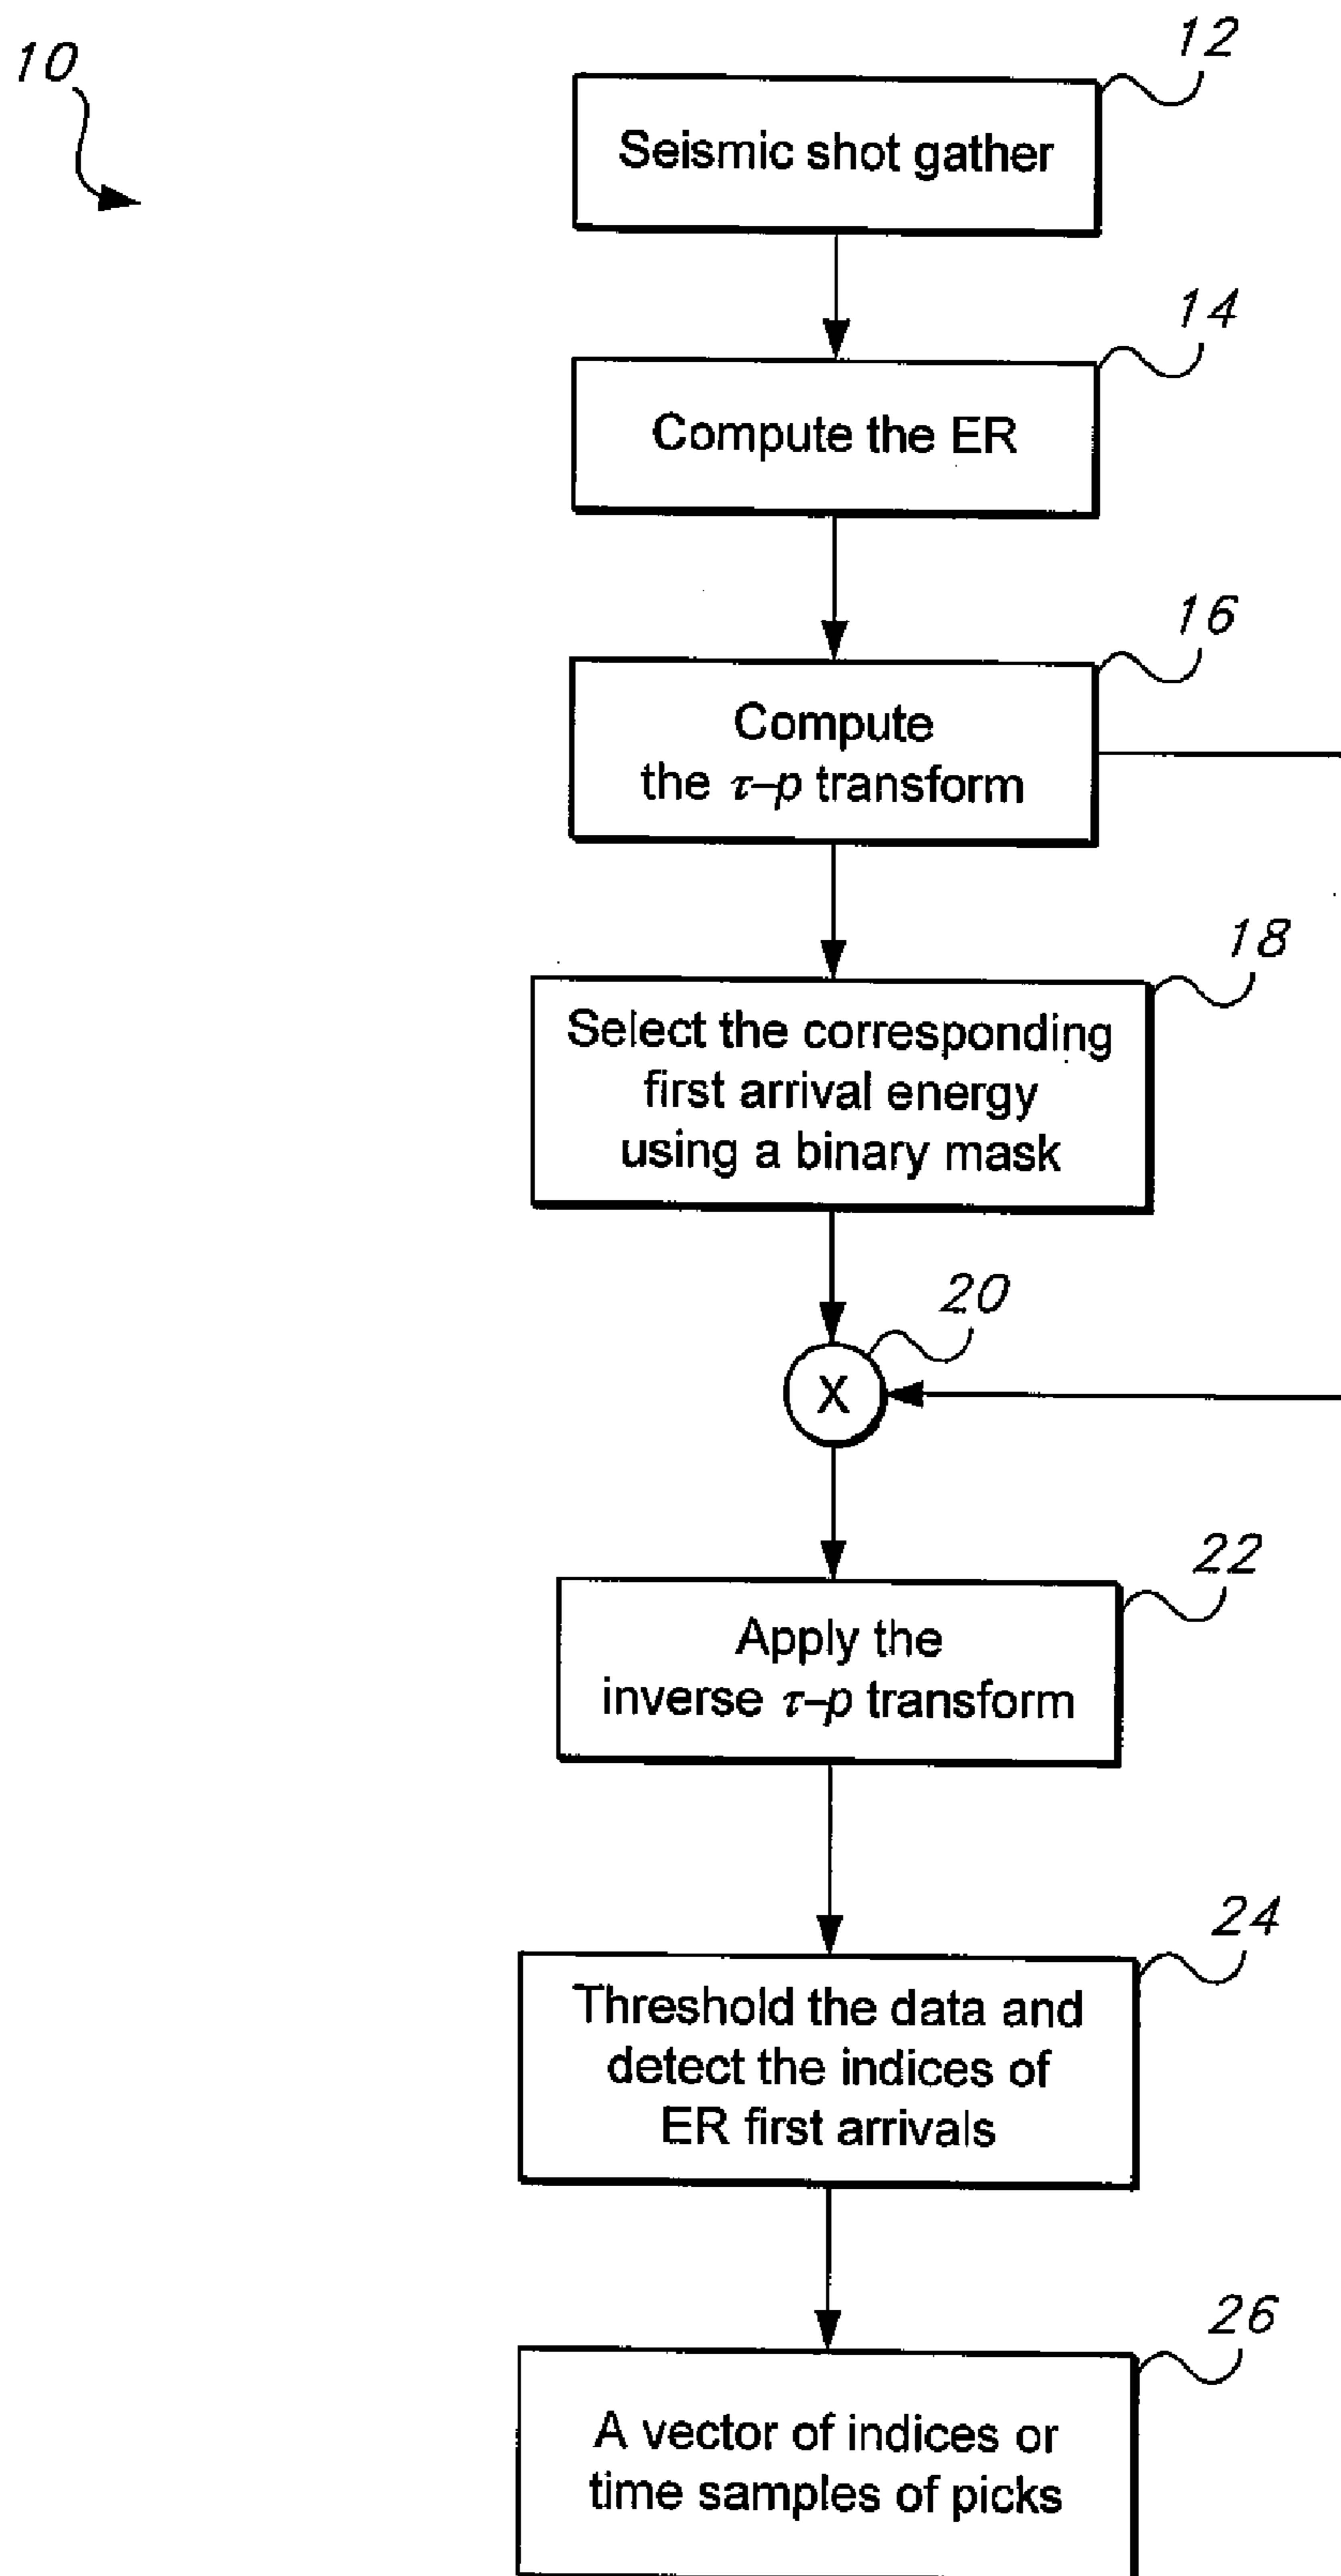 10
12
Seismic shot gather
14
Compute the ER
16
Compute
the τ–p transform
18
Select the corresponding
first arrival energy
using a binary mask
20
X
22
Apply the
inverse τ–p transform
24
Threshold the data and
detect the indices of
ER first arrivals
26
A vector of indices or
time samples of picks